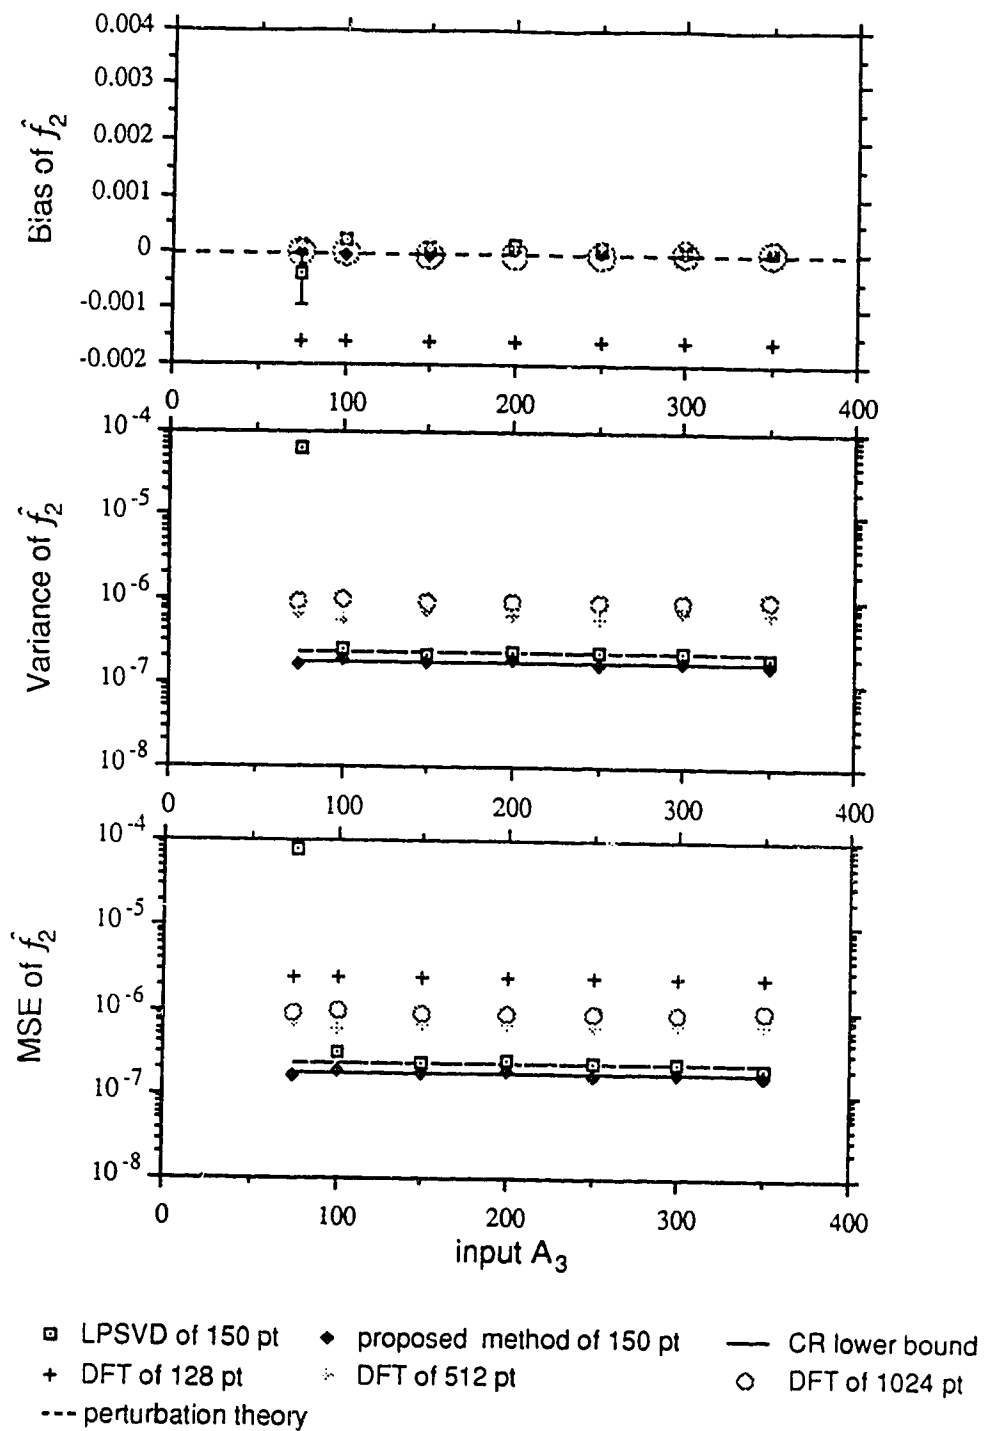 0.004
0.003
0.002
0.001
0
-0.001
-0.002
Bias of f̂₂
0 100 200 300 400
10⁻⁴
10⁻⁵
10⁻⁶
10⁻⁷
10⁻⁸
Variance of f̂₂
0 100 200 300 400
10⁻⁴
10⁻⁵
10⁻⁶
10⁻⁷
10⁻⁸
MSE of f̂₂
0 100 200 300 400
input A₃
LPSVD of 150 pt
proposed method of 150 pt
CR lower bound
DFT of 128 pt
DFT of 512 pt
DFT of 1024 pt
perturbation theory